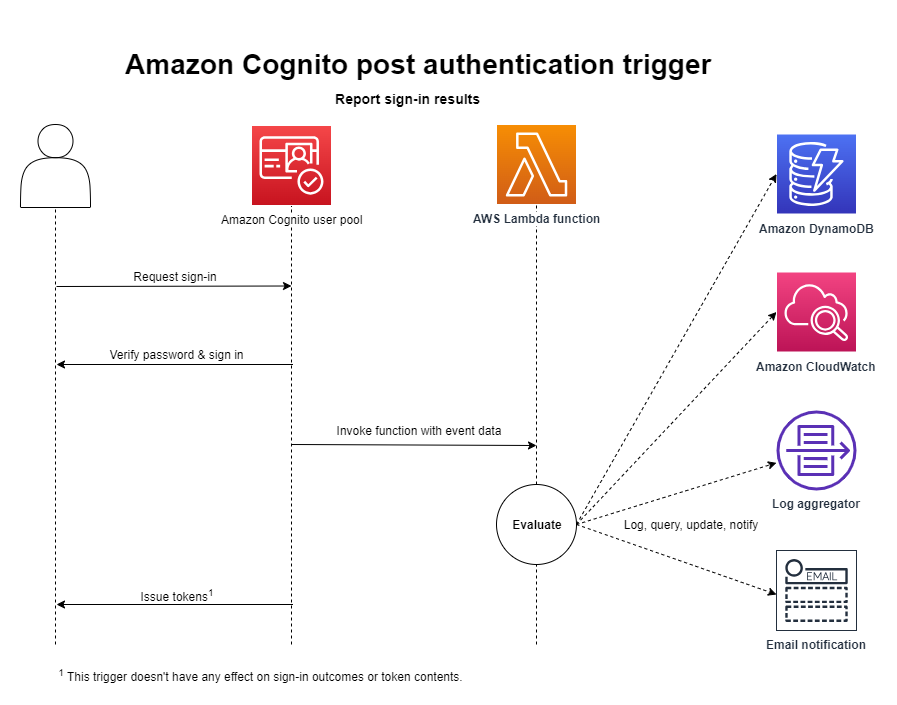 Amazon Cognito post authentication trigger
Report sign-in results
Amazon Cognito user pool
AWS Lambda function
Amazon DynamoDB
Request sign-in
Verify password & sign in
Amazon CloudWatch
Invoke function with event data
Log aggregator
Evaluate
Log, query, update, notify
EMAIL
Issue tokens¹
Email notification
¹ This trigger doesn't have any effect on sign-in outcomes or token contents.